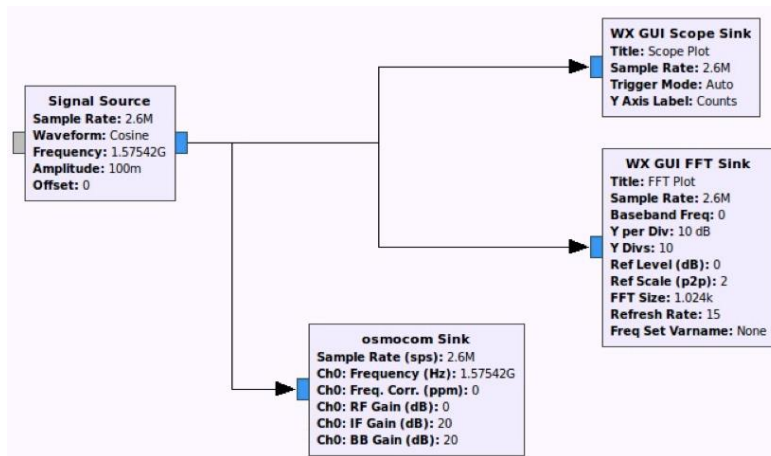 Signal Source
Sample Rate: 2.6M
Waveform: Cosine
Frequency: 1.57542G
Amplitude: 100m
Offset: 0
WX GUI Scope Sink
Title: Scope Plot
Sample Rate: 2.6M
Trigger Mode: Auto
Y Axis Label: Counts
WX GUI FFT Sink
Title: FFT Plot
Sample Rate: 2.6M
Baseband Freq: 0
Y per Div: 10 dB
Y Divs: 10
Ref Level (dB): 0
Ref Scale (p2p): 2
FFT Size: 1.024k
Refresh Rate: 15
Freq Set Varname: None
osmocom Sink
Sample Rate (sps): 2.6M
Ch0: Frequency (Hz): 1.57542G
Ch0: Freq. Corr. (ppm): 0
Ch0: RF Gain (dB): 0
Ch0: IF Gain (dB): 20
Ch0: BB Gain (dB): 20